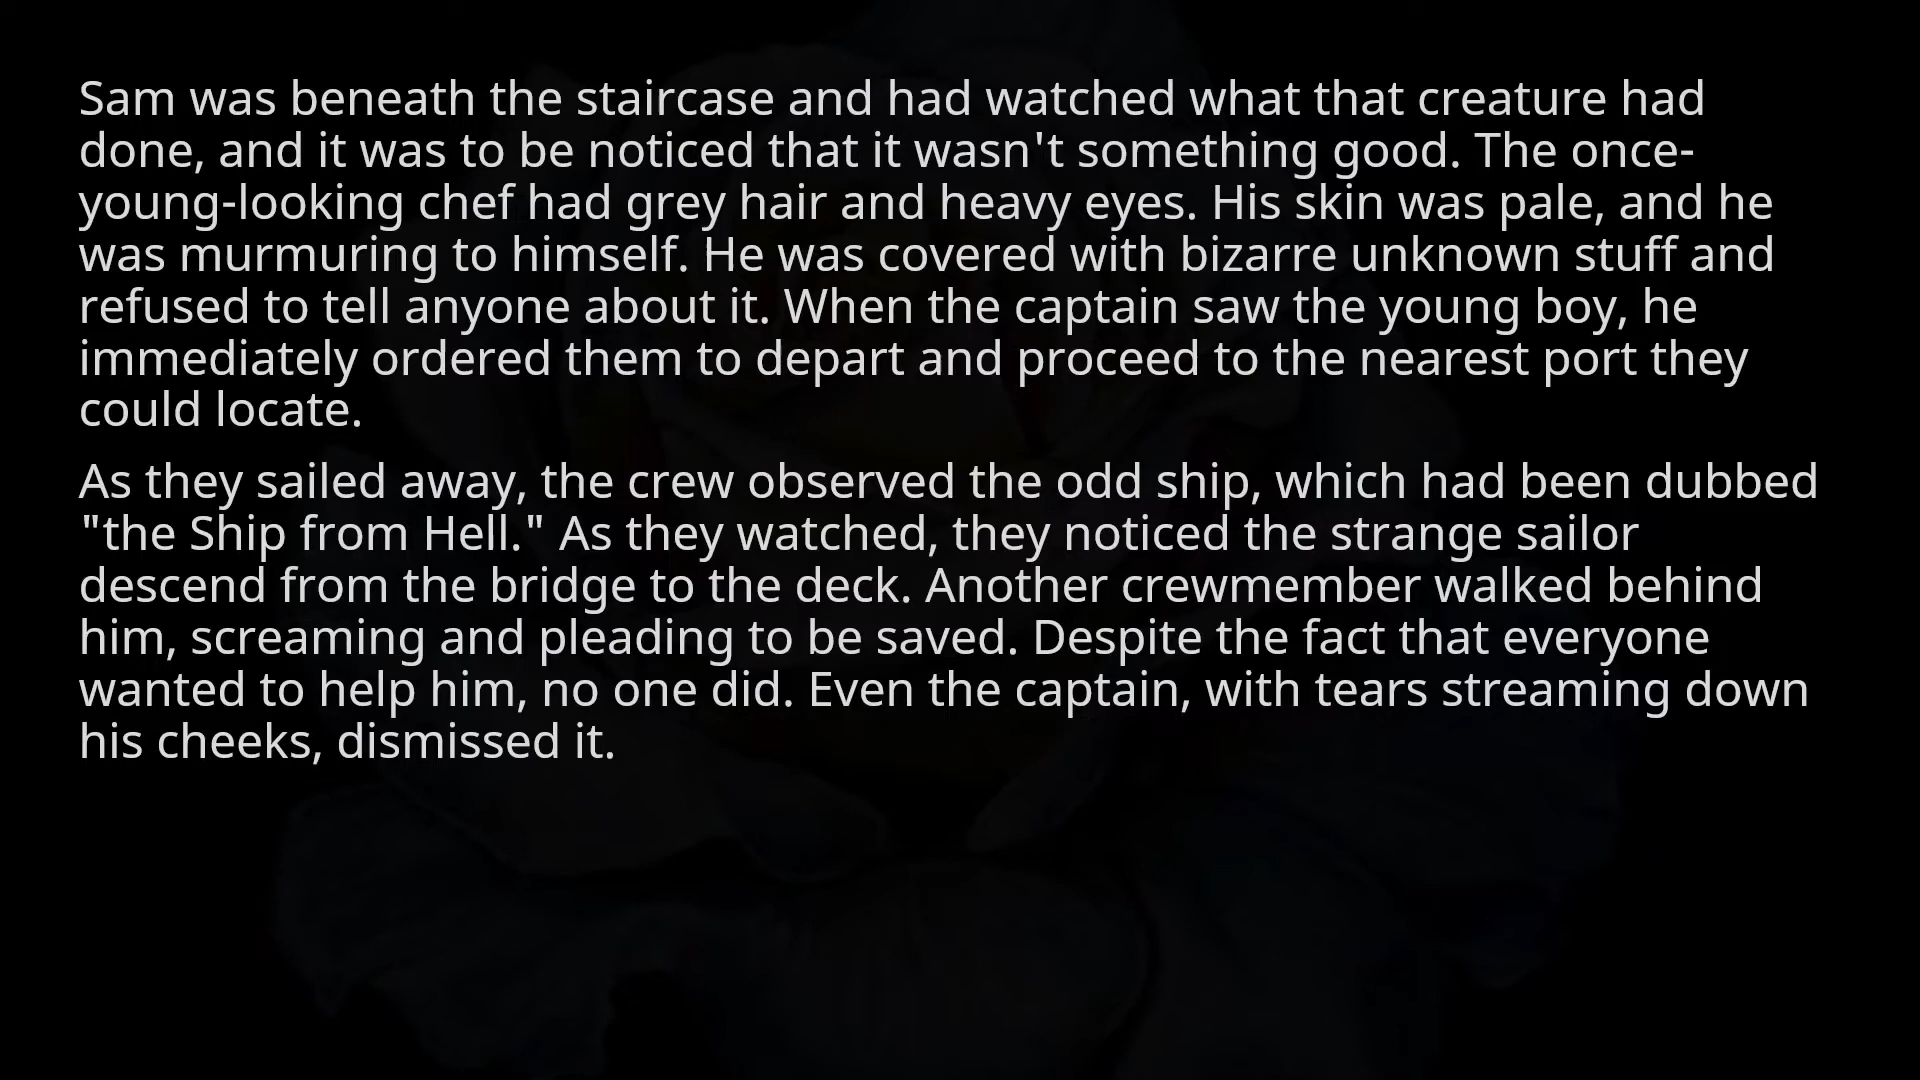 Sam was beneath the staircase and had watched what that creature had
done, and it was to be noticed that it wasn't something good. The once-
young-looking chef had grey hair and heavy eyes. His skin was pale, and he
was murmuring to himself. He was covered with bizarre unknown stuff and
refused to tell anyone about it. When the captain saw the young boy, he
immediately ordered them to depart and proceed to the nearest port they
could locate.
As they sailed away, the crew observed the odd ship, which had been dubbed
"the Ship from Hell." As they watched, they noticed the strange sailor
descend from the bridge to the deck. Another crewmember walked behind
him, screaming and pleading to be saved. Despite the fact that everyone
wanted to help him, no one did. Even the captain, with tears streaming down
his cheeks, dismissed it.